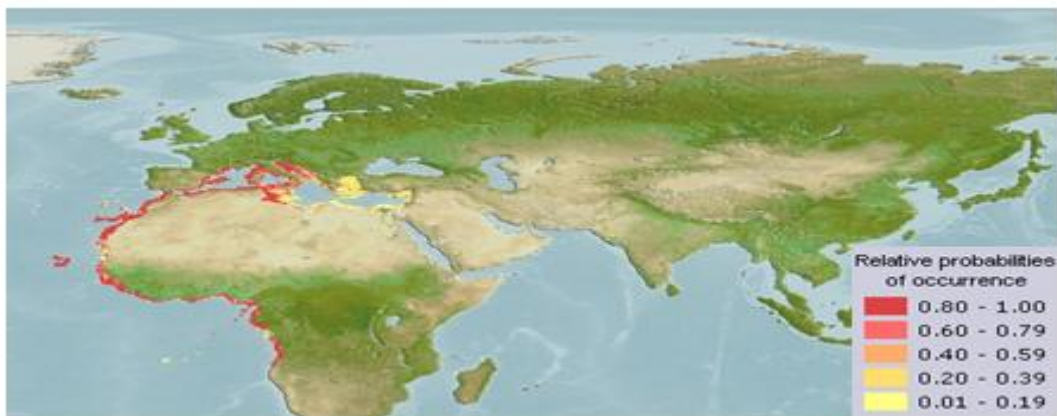 Relative probabilities
of occurrence
0.80 - 1.00
0.60 - 0.79
0.40 - 0.59
0.20 - 0.39
0.01 - 0.19